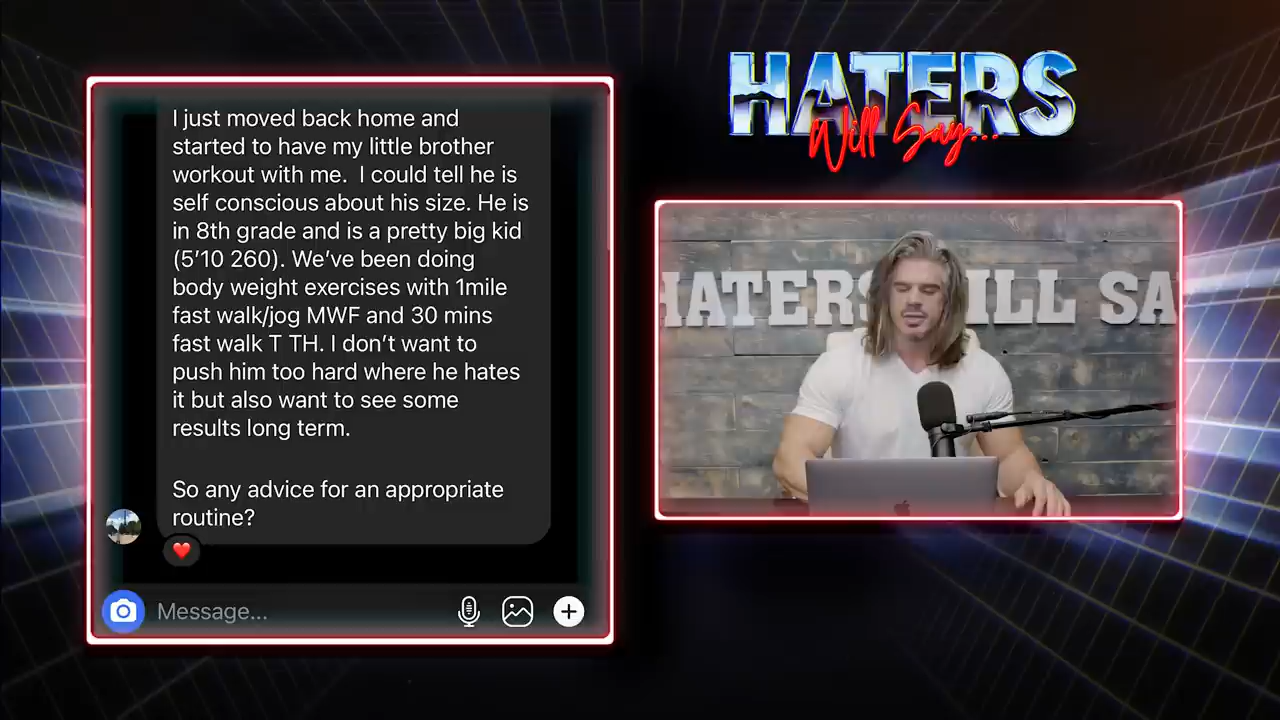 I just moved back home and
started to have my little brother
workout with me.  I could tell he is
self conscious about his size. He is
in 8th grade and is a pretty big kid
(5'10 260). We've been doing
body weight exercises with 1mile
fast walk/jog MWF and 30 mins
fast walk T TH. I don't want to
push him too hard where he hates
it but also want to see some
results long term.
So any advice for an appropriate
routine?
Message...
HATERS
Will Say...
HATERS ILL SA